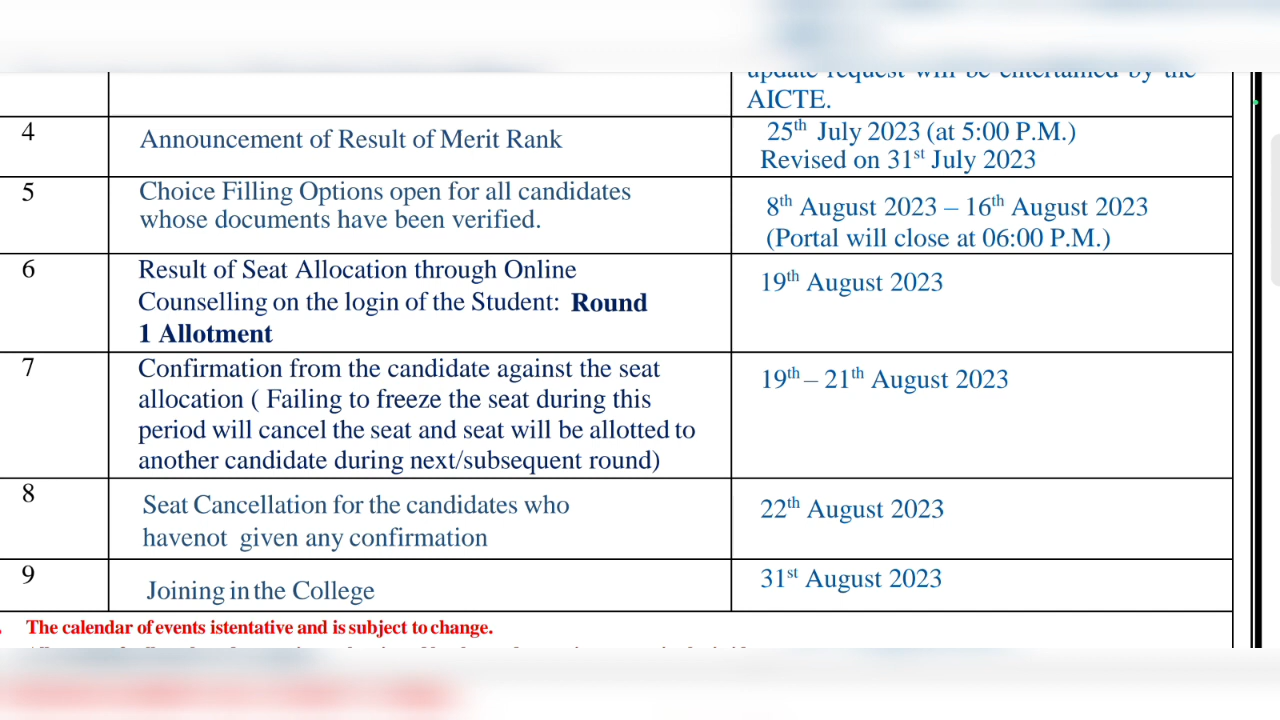 update request will be entertained by the
AICTE.
4
Announcement of Result of Merit Rank
25th July 2023 (at 5:00 P.M.)
Revised on 31st July 2023
5
Choice Filling Options open for all candidates
whose documents have been verified.
8th August 2023 – 16th August 2023
(Portal will close at 06:00 P.M.)
6
Result of Seat Allocation through Online
Counselling on the login of the Student: Round
1 Allotment
19th August 2023
7
Confirmation from the candidate against the seat
allocation ( Failing to freeze the seat during this
period will cancel the seat and seat will be allotted to
another candidate during next/subsequent round)
19th – 21th August 2023
8
Seat Cancellation for the candidates who
havenot given any confirmation
22th August 2023
9
Joining in the College
31st August 2023
The calendar of events istentative and is subject to change.